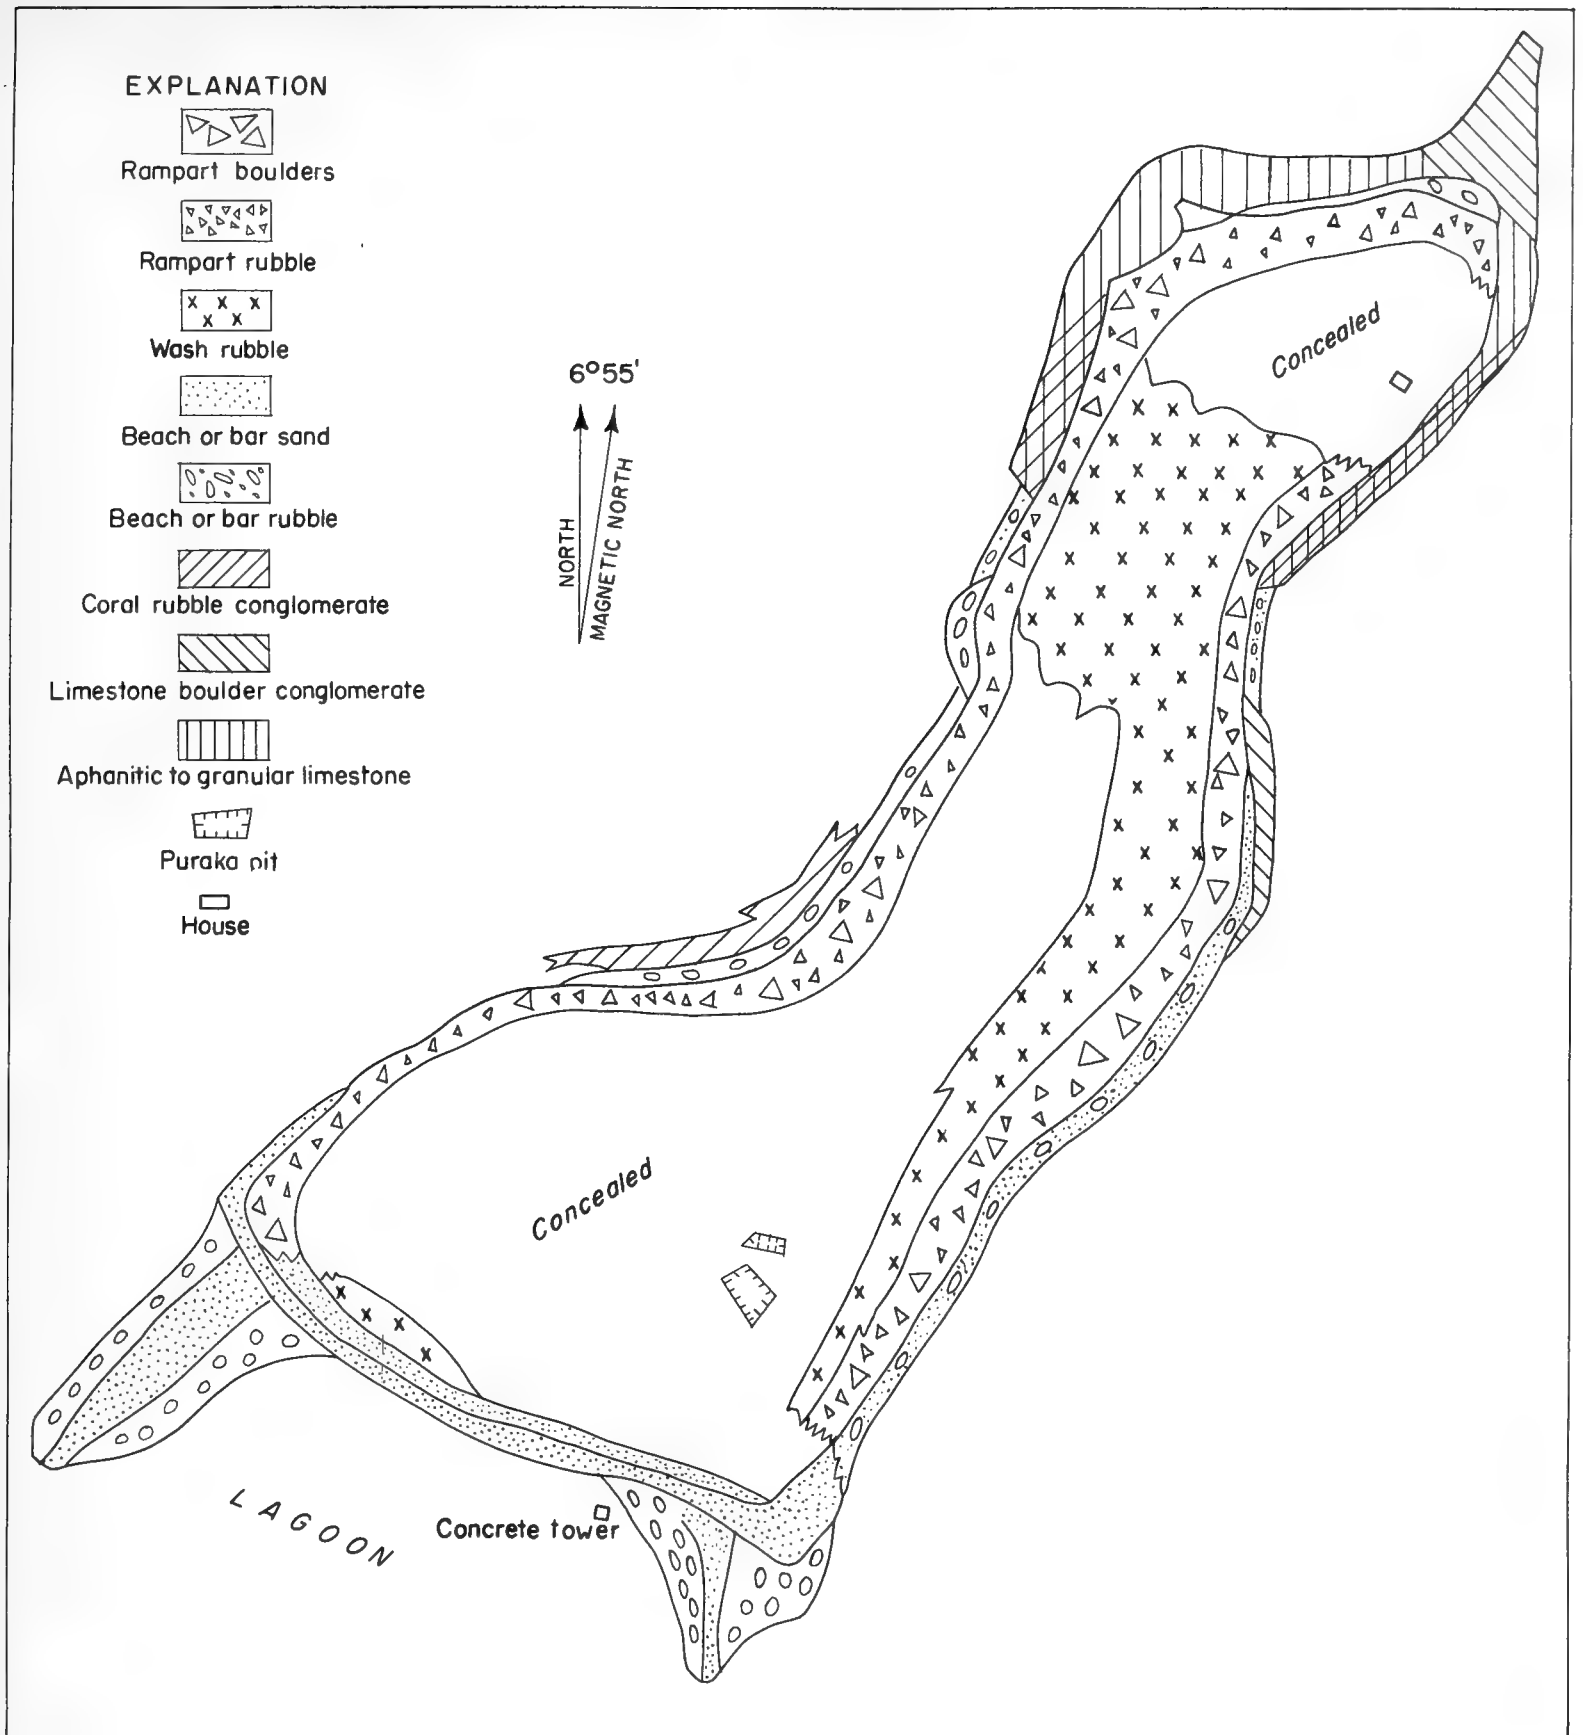 EXPLANATION
Rampart boulders
Rampart rubble
Wash rubble
Beach or bar sand
Beach or bar rubble
Coral rubble conglomerate
Limestone boulder conglomerate
Aphanitic to granular limestone
Puraka pit
House
6°55'
NORTH
MAGNETIC NORTH
Concealed
Concealed
LAGOON
Concrete tower